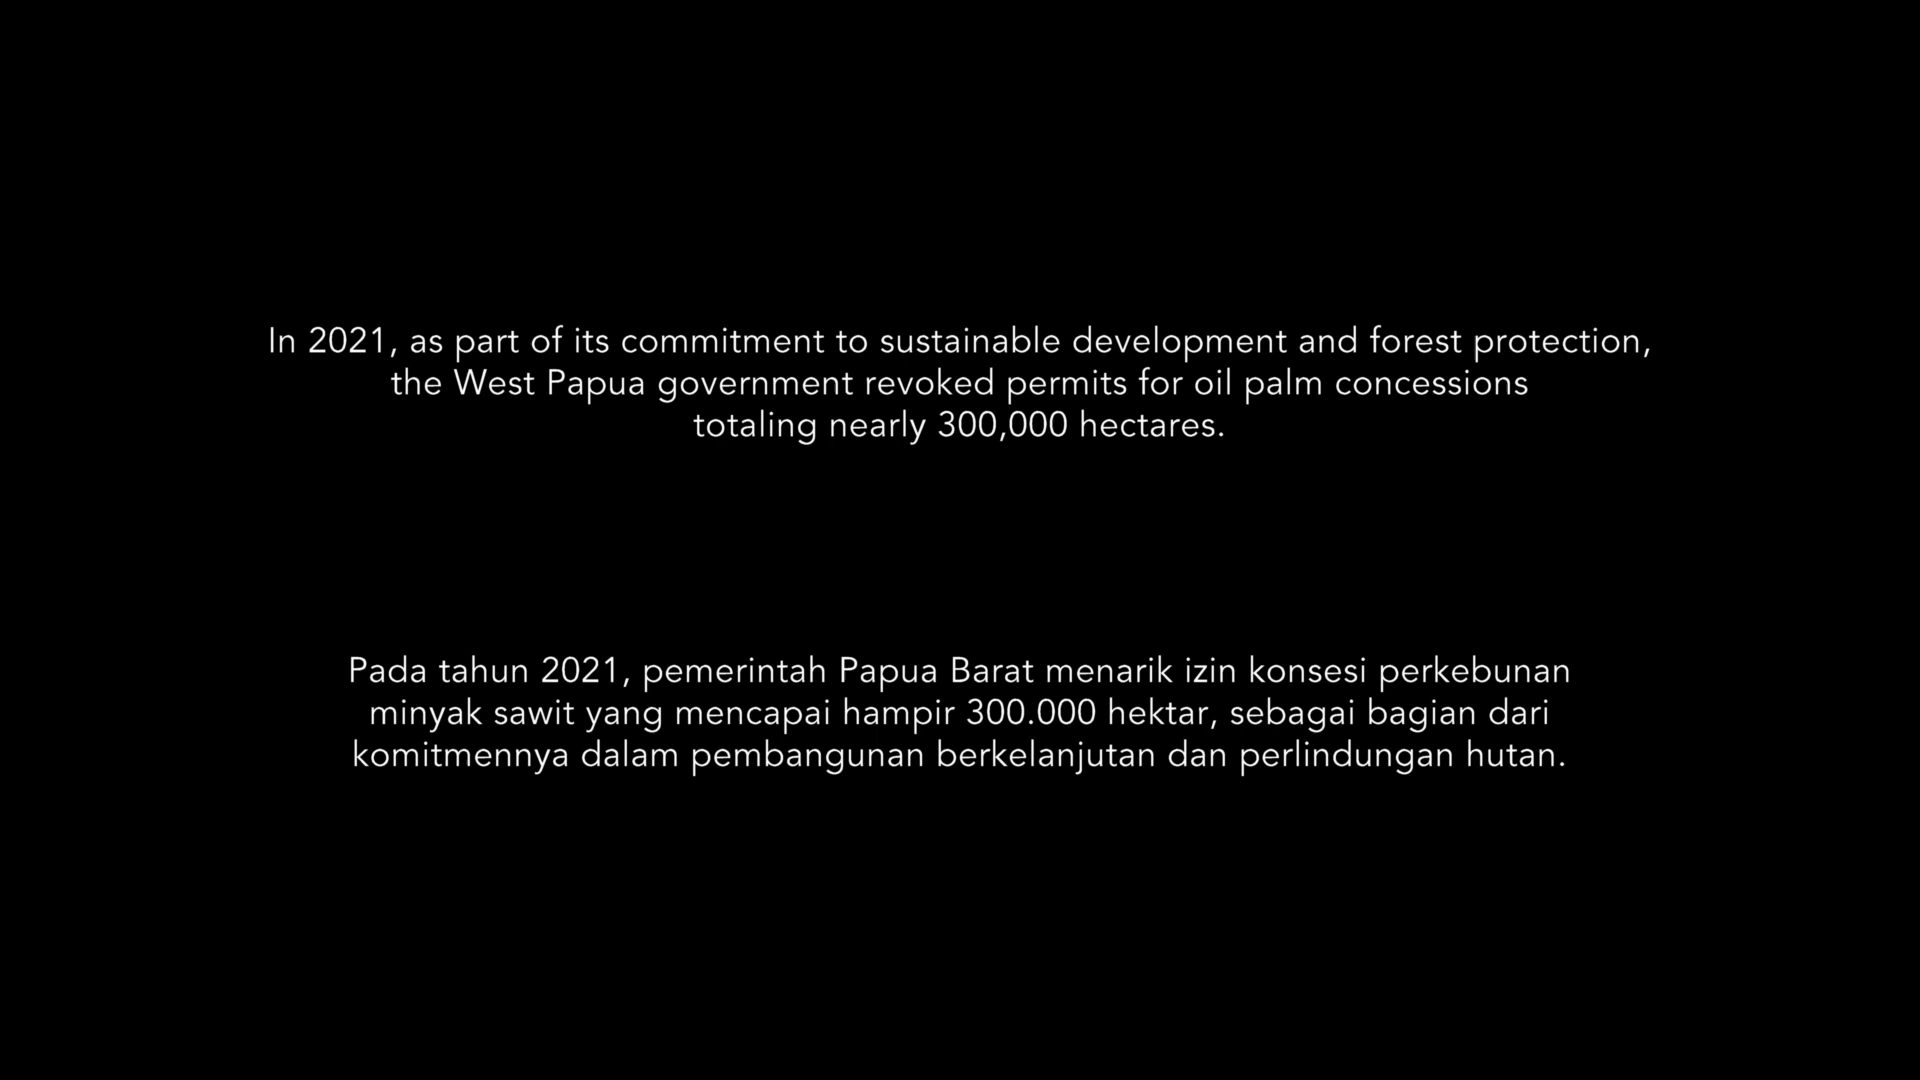 In 2021, as part of its commitment to sustainable development and forest protection,
the West Papua government revoked permits for oil palm concessions
totaling nearly 300,000 hectares.
Pada tahun 2021, pemerintah Papua Barat menarik izin konsesi perkebunan
minyak sawit yang mencapai hampir 300.000 hektar, sebagai bagian dari
komitmennya dalam pembangunan berkelanjutan dan perlindungan hutan.